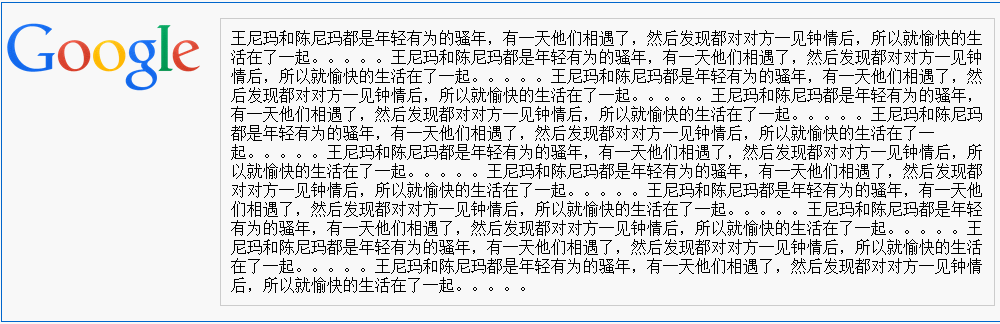 Google
王尼玛和陈尼玛都是年轻有为的骚年，有一天他们相遇了，然后发现都对对方一见钟情后，所以就愉快的生
活在了一起。。。。。王尼玛和陈尼玛都是年轻有为的骚年，有一天他们相遇了，然后发现都对对方一见钟
情后，所以就愉快的生活在了一起。。。。。王尼玛和陈尼玛都是年轻有为的骚年，有一天他们相遇了，然
后发现都对对方一见钟情后，所以就愉快的生活在了一起。。。。。王尼玛和陈尼玛都是年轻有为的骚年，
有一天他们相遇了，然后发现都对对方一见钟情后，所以就愉快的生活在了一起。。。。。王尼玛和陈尼玛
都是年轻有为的骚年，有一天他们相遇了，然后发现都对对方一见钟情后，所以就愉快的生活在了一
起。。。。。王尼玛和陈尼玛都是年轻有为的骚年，有一天他们相遇了，然后发现都对对方一见钟情后，所
以就愉快的生活在了一起。。。。。王尼玛和陈尼玛都是年轻有为的骚年，有一天他们相遇了，然后发现都
对对方一见钟情后，所以就愉快的生活在了一起。。。。。王尼玛和陈尼玛都是年轻有为的骚年，有一天他
们相遇了，然后发现都对对方一见钟情后，所以就愉快的生活在了一起。。。。。王尼玛和陈尼玛都是年轻
有为的骚年，有一天他们相遇了，然后发现都对对方一见钟情后，所以就愉快的生活在了一起。。。。。王
尼玛和陈尼玛都是年轻有为的骚年，有一天他们相遇了，然后发现都对对方一见钟情后，所以就愉快的生活
在了一起。。。。。王尼玛和陈尼玛都是年轻有为的骚年，有一天他们相遇了，然后发现都对对方一见钟情
后，所以就愉快的生活在了一起。。。。。